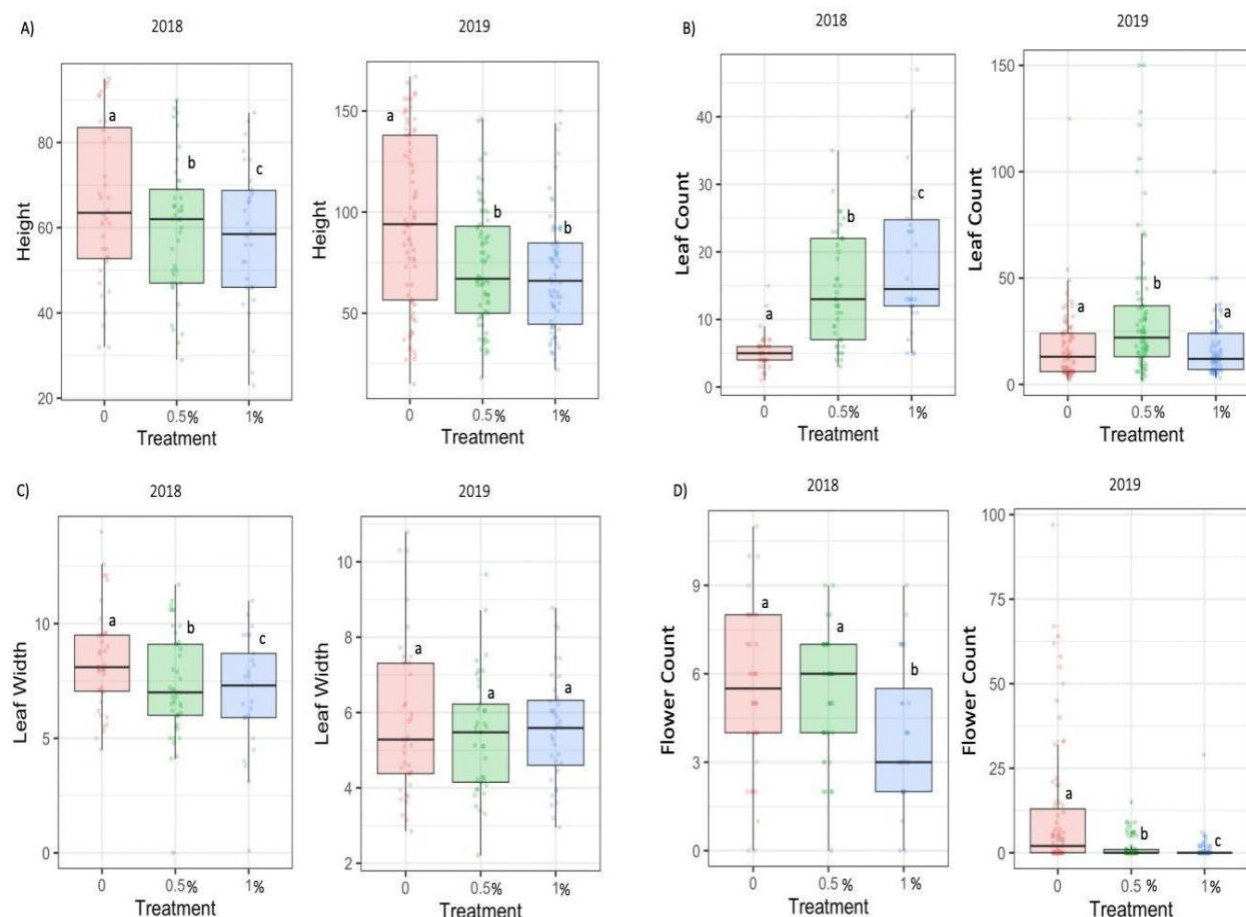 A) 2018 2019
B) 2018 2019
Height
80
60
40
20
a
b
c
0 0.5% 1%
Treatment
Height
150
100
50
a
b
b
0 0.5% 1%
Treatment
Leaf Count
40
30
20
10
0
a
b
c
0 0.5% 1%
Treatment
Leaf Count
150
100
50
0
a
b
a
0 0.5% 1%
Treatment
C) 2018 2019
D) 2018 2019
Leaf Width
10
5
0
a
b
c
0 0.5% 1%
Treatment
Leaf Width
10
8
6
4
2
a
a
a
0 0.5% 1%
Treatment
Flower Count
9
6
3
0
a
a
b
0 0.5% 1%
Treatment
Flower Count
100
75
50
25
0
a
b
c
0 0.5% 1%
Treatment